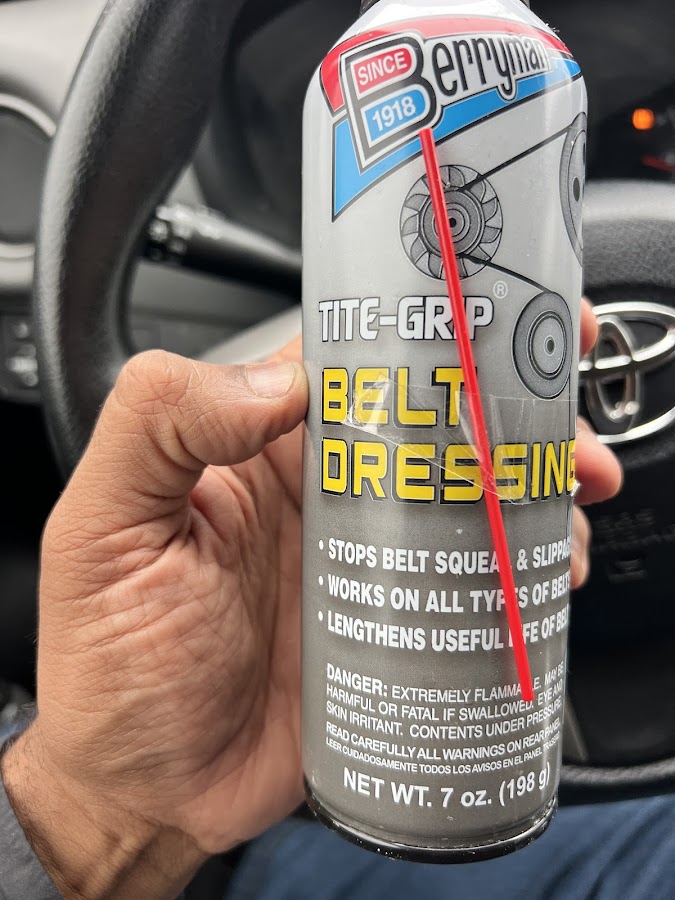 SINCE
1918
Berryman
TITE-GRIP®
BELT
DRESSING
• STOPS BELT SQUEAL & SLIPPAG
• WORKS ON ALL TYPES OF BELTS
• LENGTHENS USEFUL LIFE OF BEL
DANGER: EXTREMELY FLAMMABLE. MAY BE
HARMFUL OR FATAL IF SWALLOWED. EYE AND
SKIN IRRITANT. CONTENTS UNDER PRESSURE.
READ CAREFULLY ALL WARNINGS ON REAR PANEL.
LEER CUIDADOSAMENTE TODOS LOS AVISOS EN EL PANEL
NET WT. 7 oz. (198 g)